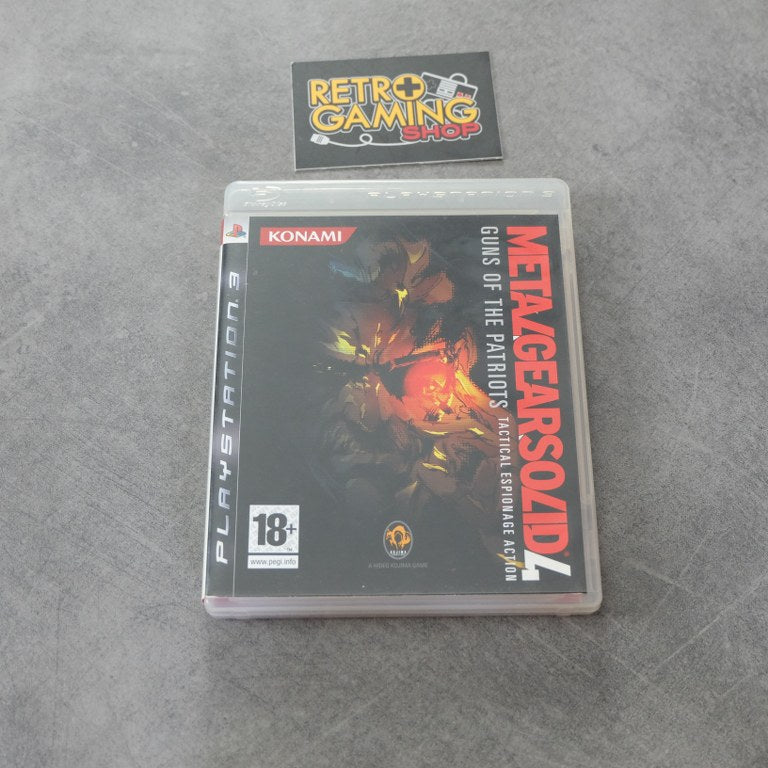 RETRO
GAMING
SHOP
PLAYSTATION 3
KONAMI
METAL GEAR SOLID® 4
GUNS OF THE PATRIOTS TACTICAL ESPIONAGE ACTION
PLAYSTATION 3
18+
www.pegi.info
KOJIMA
A HIDEO KOJIMA GAME